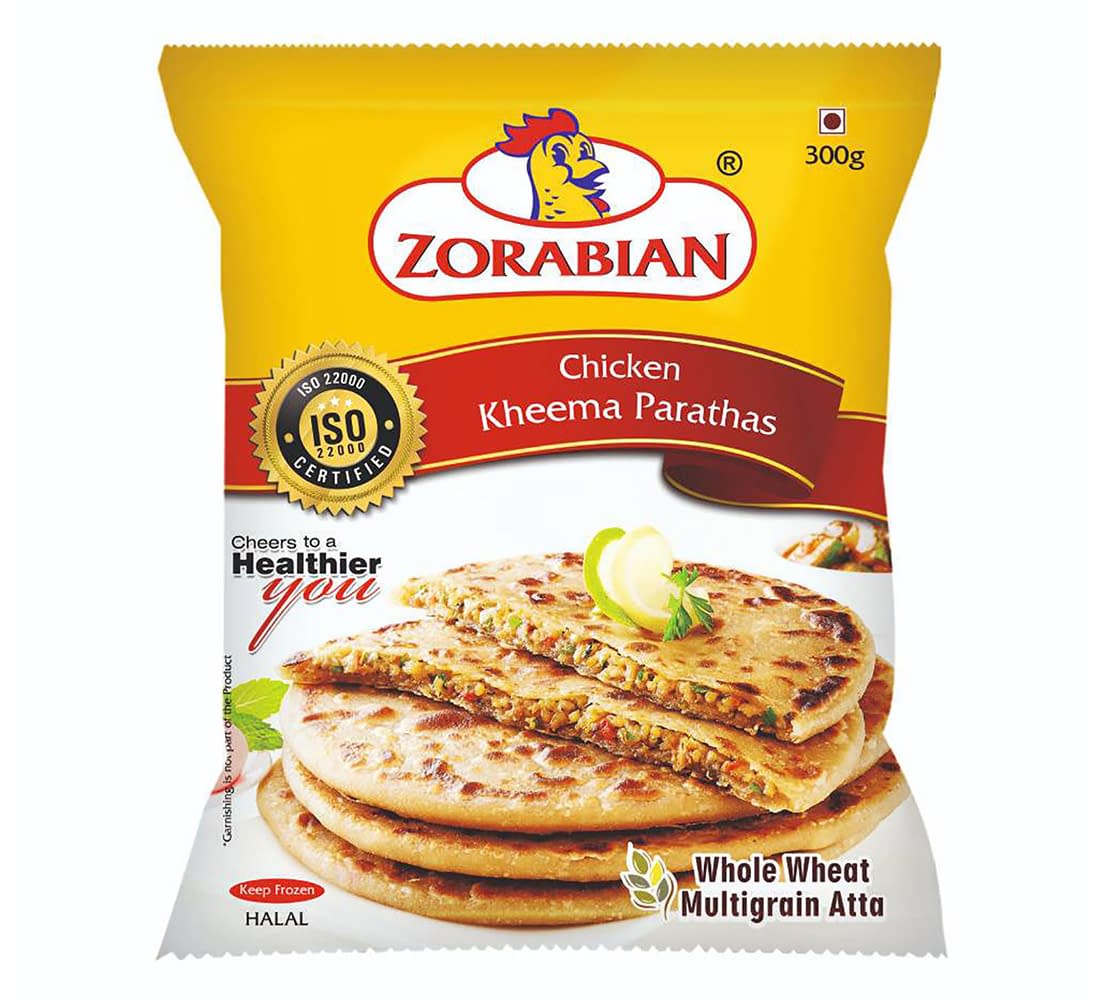 300g
®
ZORABIAN
Chicken
Kheema Parathas
ISO 22000
ISO
22000
CERTIFIED
Cheers to a
Healthier
you
*Garnishing is not part of the Product
Whole Wheat
Multigrain Atta
Keep Frozen
HALAL